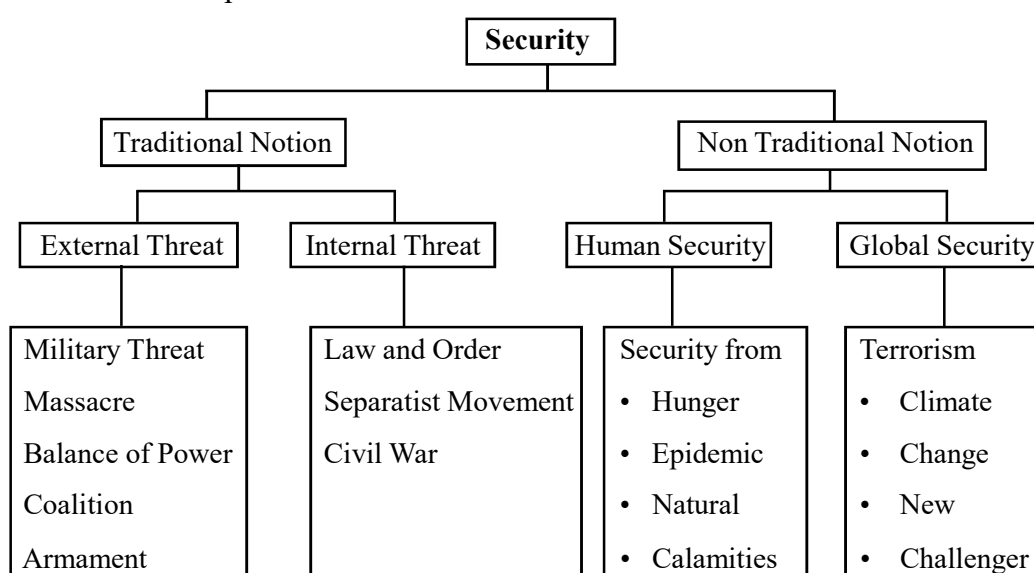 Security
Traditional Notion
Non Traditional Notion
External Threat
Internal Threat
Human Security
Global Security
Military Threat
Massacre
Balance of Power
Coalition
Armament
Law and Order
Separatist Movement
Civil War
Security from
• Hunger
• Epidemic
• Natural
• Calamities
Terrorism
• Climate
• Change
• New
• Challenger